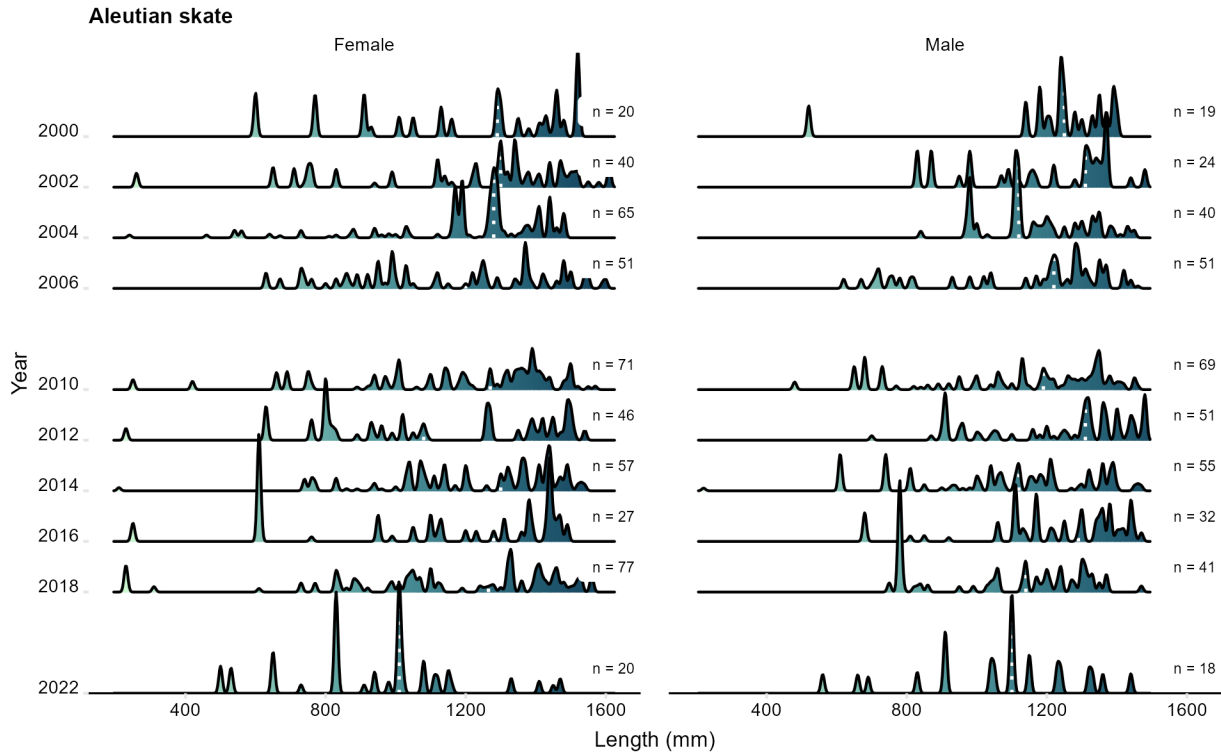 Aleutian skate
Female Male
2000 n = 20 n = 19
2002 n = 40 n = 24
2004 n = 65 n = 40
2006 n = 51 n = 51
Year
2010 n = 71 n = 69
2012 n = 46 n = 51
2014 n = 57 n = 55
2016 n = 27 n = 32
2018 n = 77 n = 41
2022 n = 20 n = 18
400 800 1200 1600 400 800 1200 1600
Length (mm)